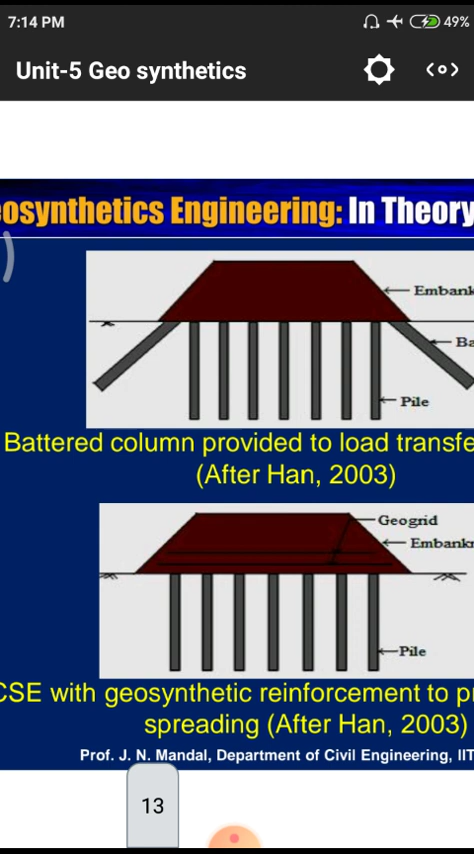 7:14 PM 49%
Unit-5 Geo synthetics
osynthetics Engineering: In Theory
Embank
Ba
Pile
Battered column provided to load transfe
(After Han, 2003)
Geogrid
Embankm
Pile
CSE with geosynthetic reinforcement to p
spreading (After Han, 2003)
Prof. J. N. Mandal, Department of Civil Engineering, IIT
13